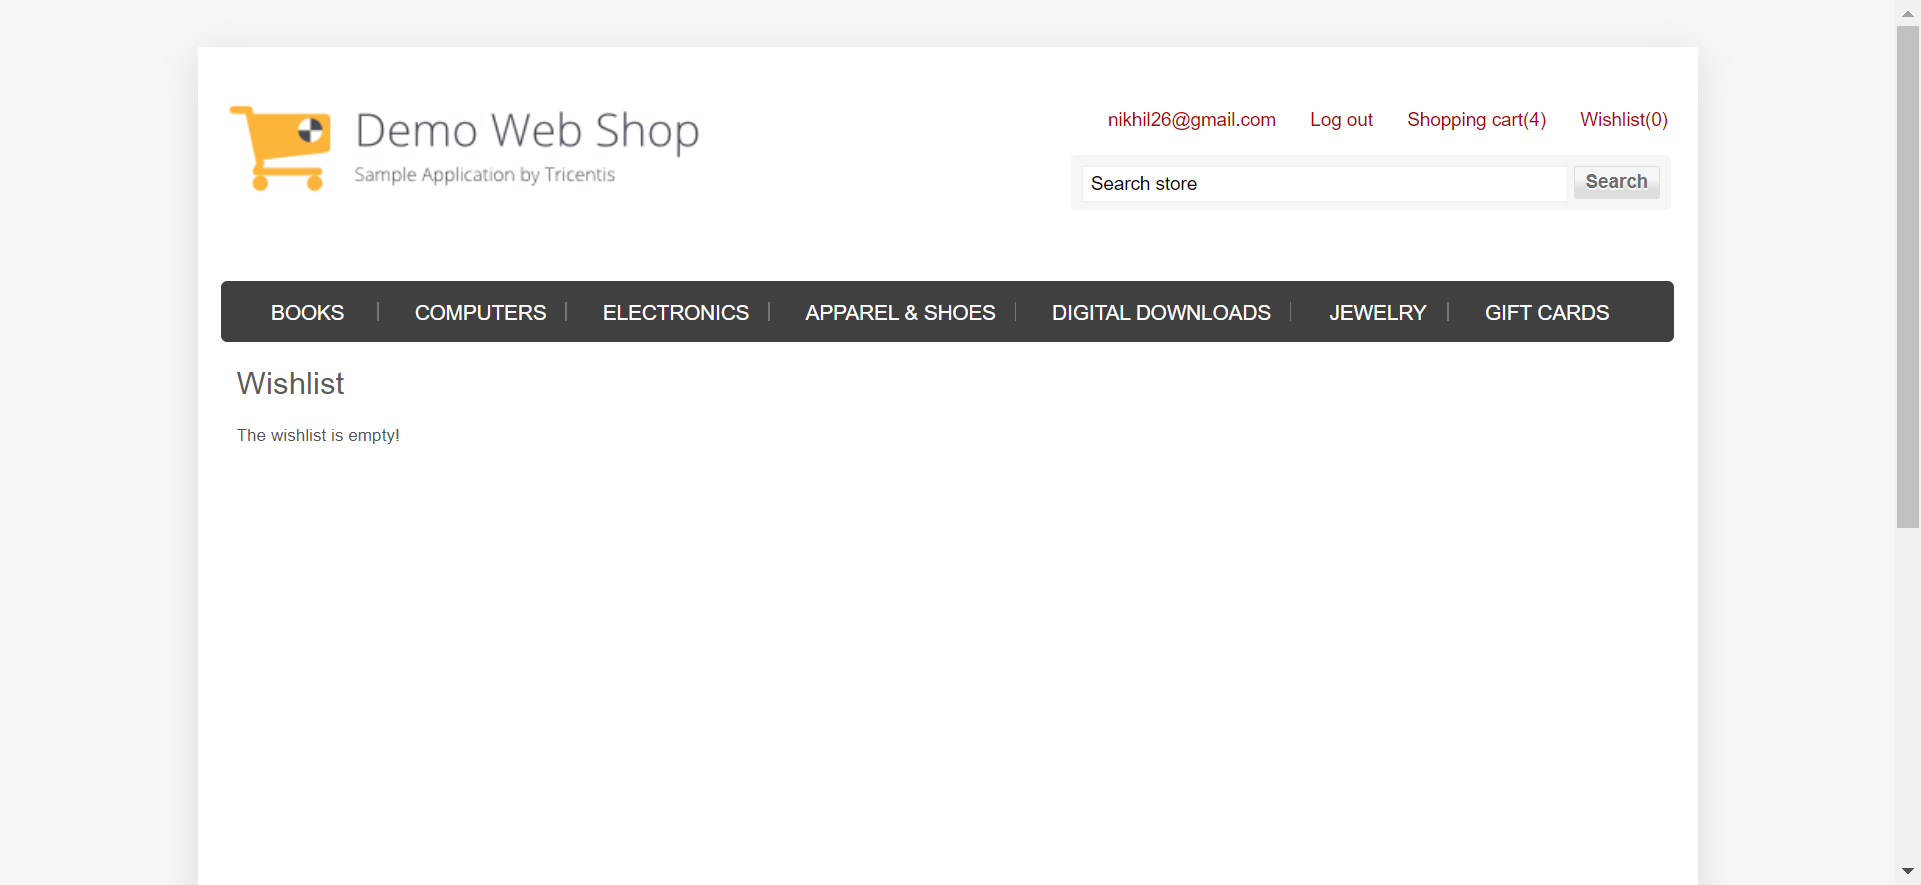 Demo Web Shop
Sample Application by Tricentis
nikhil26@gmail.com Log out Shopping cart(4) Wishlist(0)
Search store Search
BOOKS COMPUTERS ELECTRONICS APPAREL & SHOES DIGITAL DOWNLOADS JEWELRY GIFT CARDS
Wishlist
The wishlist is empty!